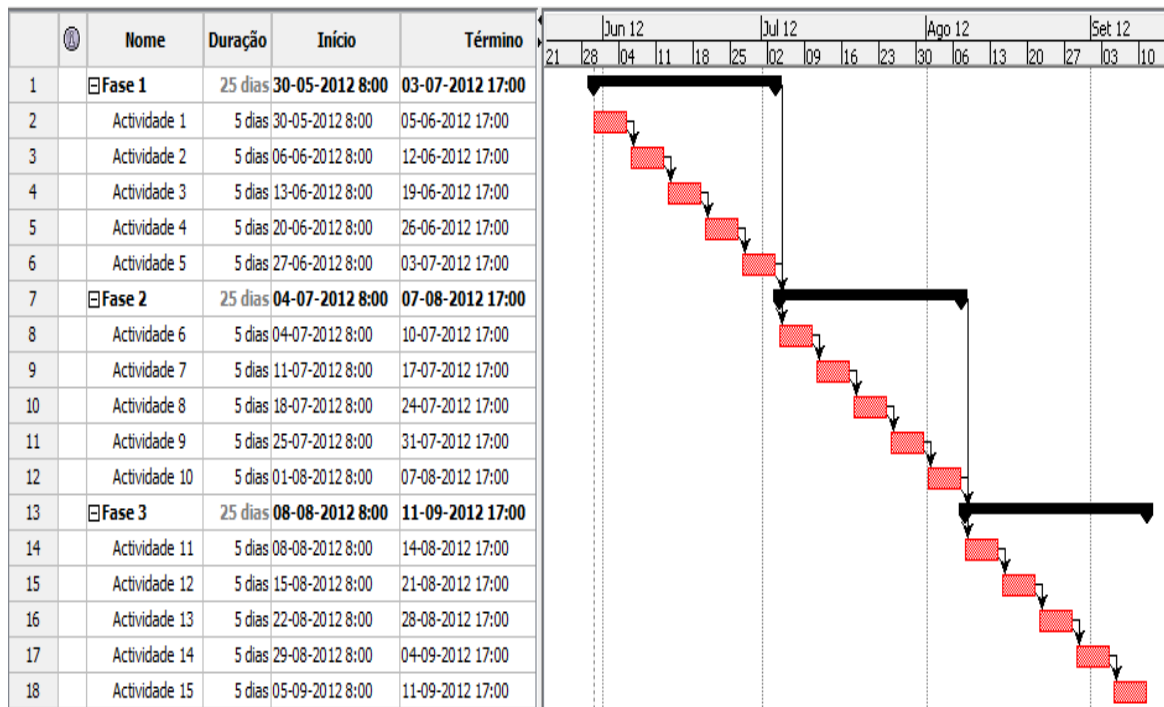 Nome Duração Início Término
Jun 12 Jul 12 Ago 12 Set 12
21 28 04 11 18 25 02 09 16 23 30 06 13 20 27 03 10
1 Fase 1 25 dias 30-05-2012 8:00 03-07-2012 17:00
2 Actividade 1 5 dias 30-05-2012 8:00 05-06-2012 17:00
3 Actividade 2 5 dias 06-06-2012 8:00 12-06-2012 17:00
4 Actividade 3 5 dias 13-06-2012 8:00 19-06-2012 17:00
5 Actividade 4 5 dias 20-06-2012 8:00 26-06-2012 17:00
6 Actividade 5 5 dias 27-06-2012 8:00 03-07-2012 17:00
7 Fase 2 25 dias 04-07-2012 8:00 07-08-2012 17:00
8 Actividade 6 5 dias 04-07-2012 8:00 10-07-2012 17:00
9 Actividade 7 5 dias 11-07-2012 8:00 17-07-2012 17:00
10 Actividade 8 5 dias 18-07-2012 8:00 24-07-2012 17:00
11 Actividade 9 5 dias 25-07-2012 8:00 31-07-2012 17:00
12 Actividade 10 5 dias 01-08-2012 8:00 07-08-2012 17:00
13 Fase 3 25 dias 08-08-2012 8:00 11-09-2012 17:00
14 Actividade 11 5 dias 08-08-2012 8:00 14-08-2012 17:00
15 Actividade 12 5 dias 15-08-2012 8:00 21-08-2012 17:00
16 Actividade 13 5 dias 22-08-2012 8:00 28-08-2012 17:00
17 Actividade 14 5 dias 29-08-2012 8:00 04-09-2012 17:00
18 Actividade 15 5 dias 05-09-2012 8:00 11-09-2012 17:00